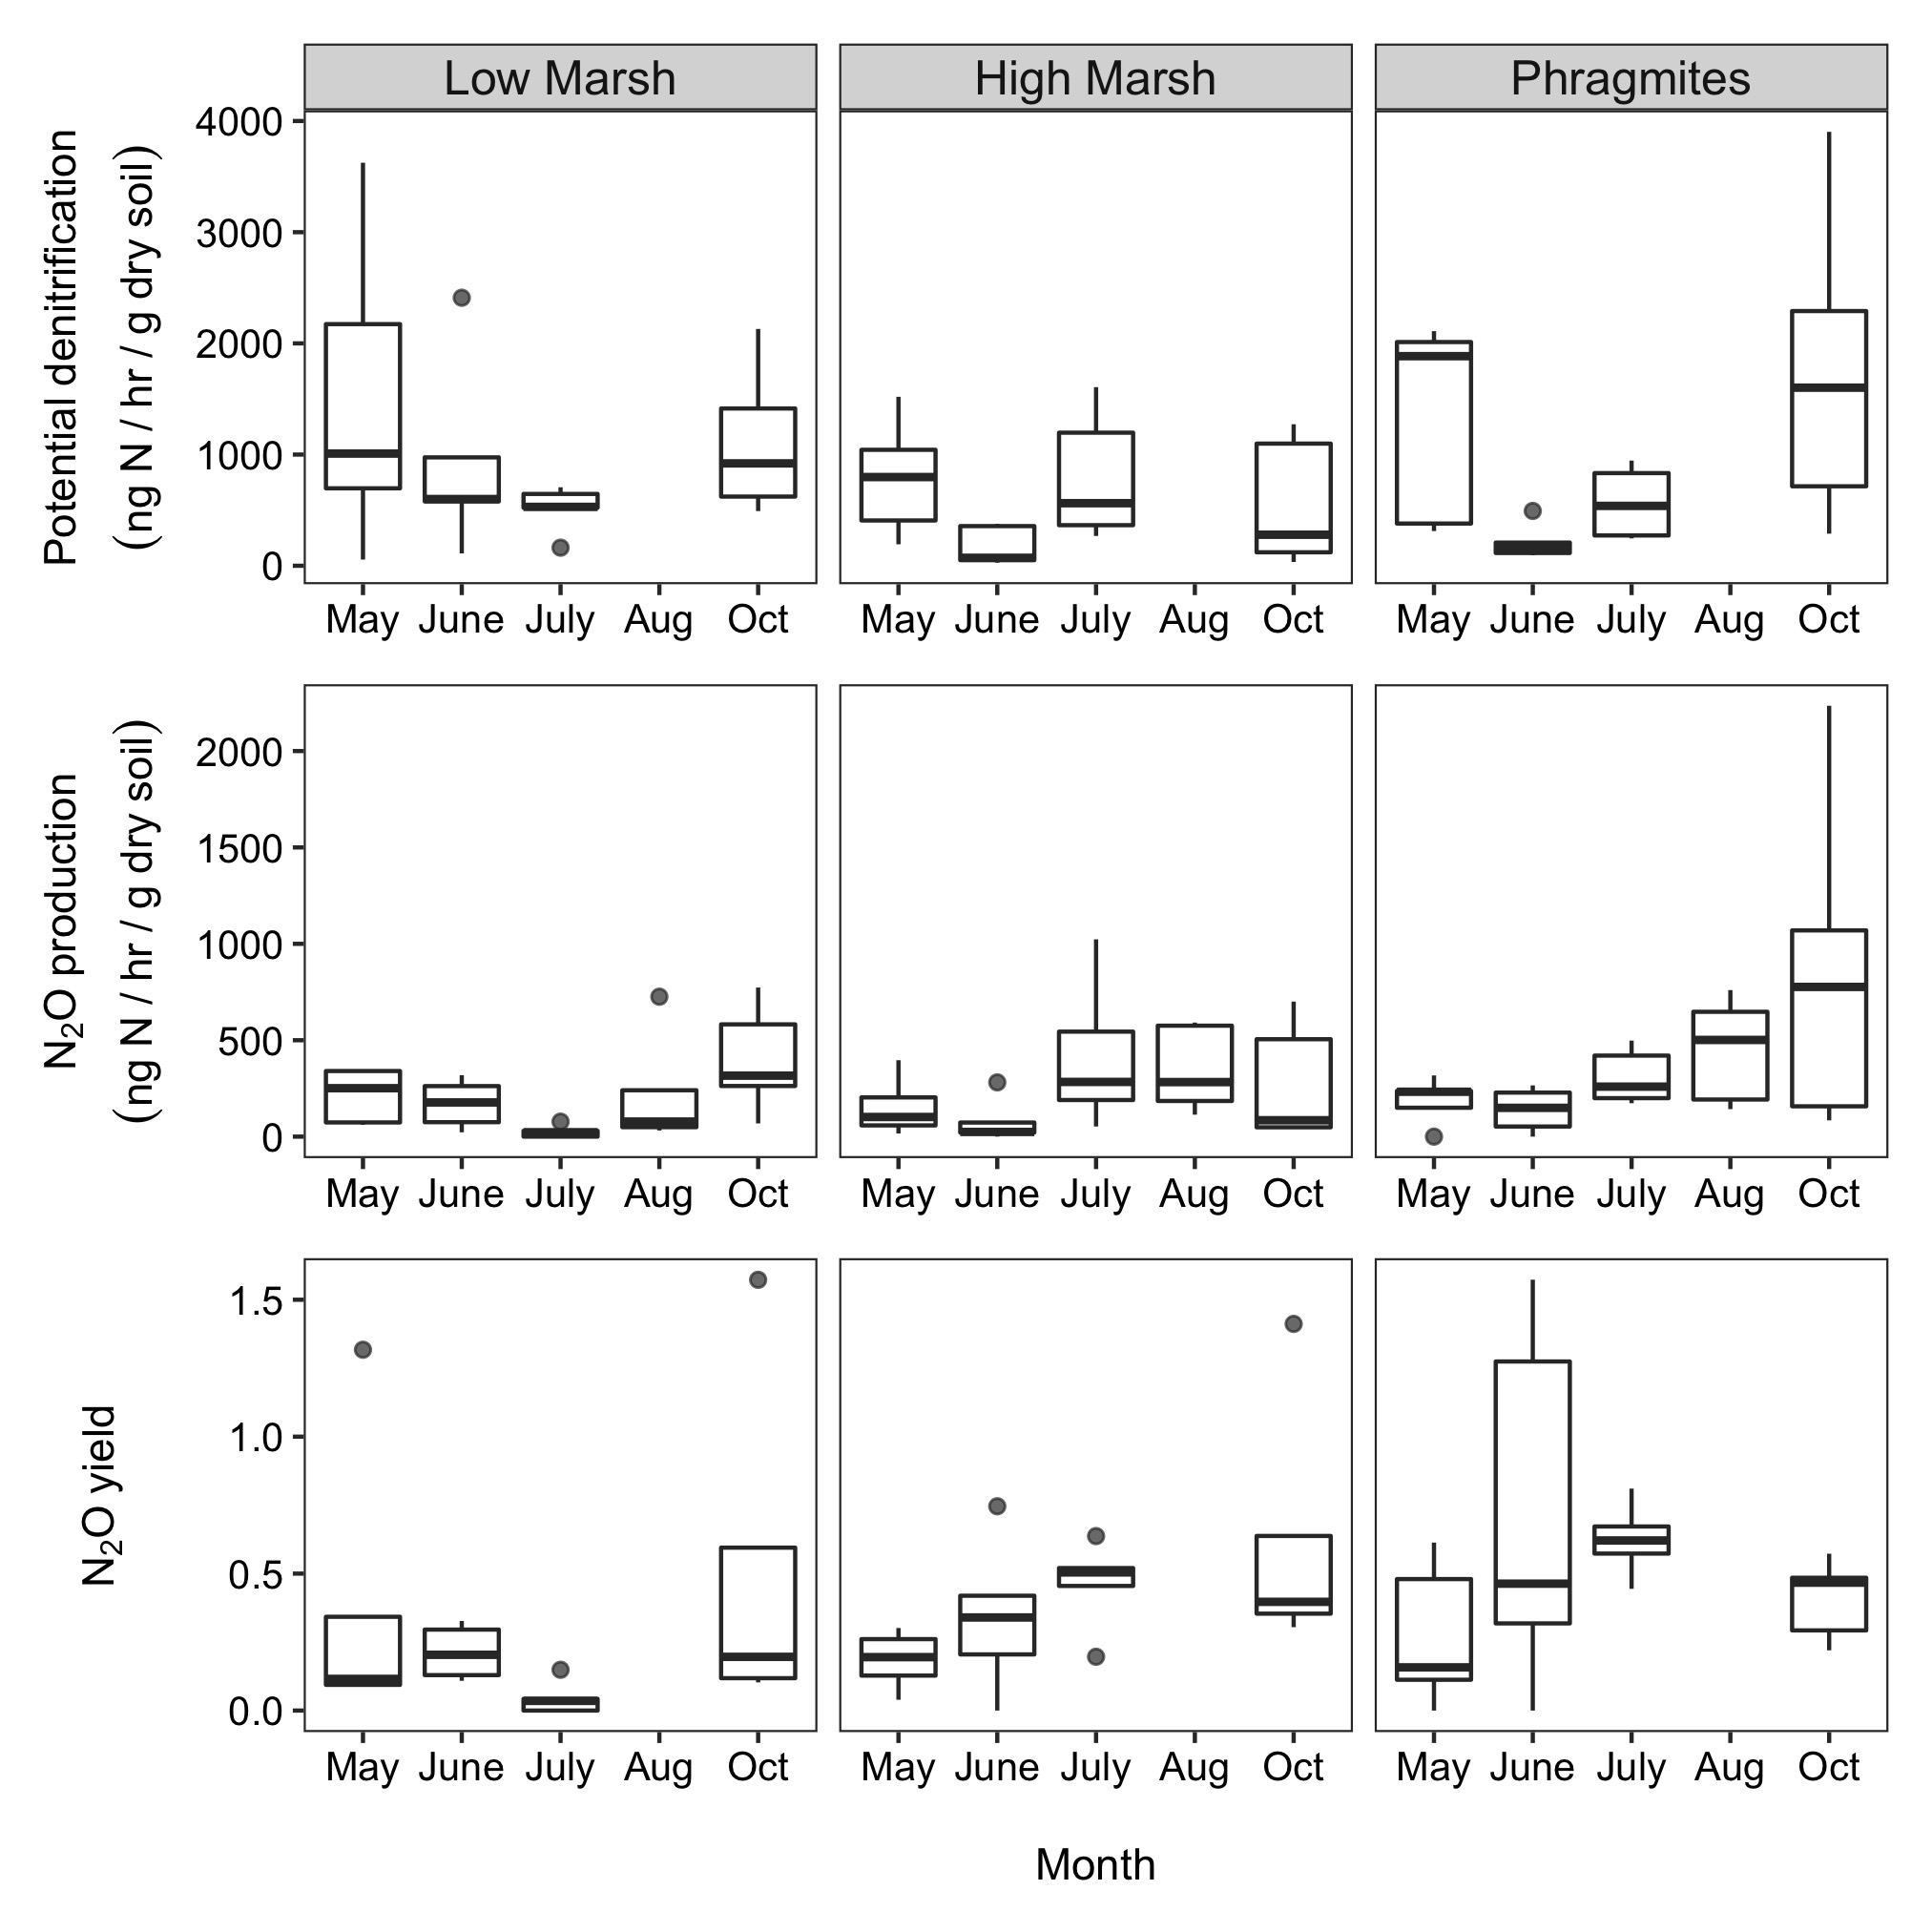 Low Marsh High Marsh Phragmites
Potential denitrification
(ng N / hr / g dry soil)
4000
3000
2000
1000
0
May June July Aug Oct May June July Aug Oct May June July Aug Oct
N₂O production
(ng N / hr / g dry soil)
2000
1500
1000
500
0
May June July Aug Oct May June July Aug Oct May June July Aug Oct
N₂O yield
1.5
1.0
0.5
0.0
May June July Aug Oct May June July Aug Oct May June July Aug Oct
Month